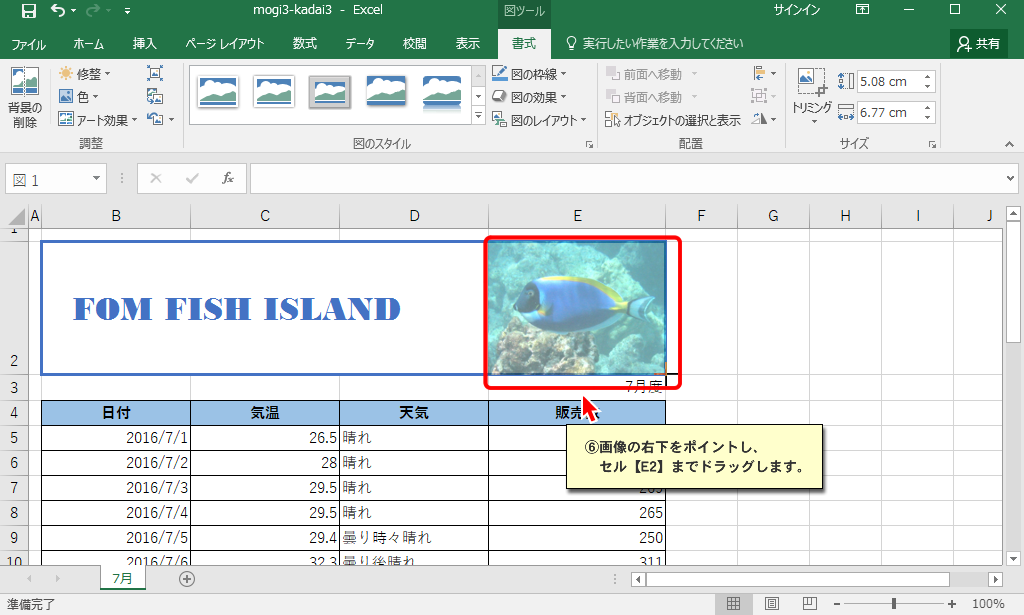 mogi3-kadai3 - Excel
図ツール
サインイン
ファイル ホーム 挿入 ページ レイアウト 数式 データ 校閲 表示 書式 実行したい作業を入力してください 共有
背景の
削除
修整
色
アート効果
調整
図の枠線
図の効果
図のレイアウト
図のスタイル
前面へ移動
背面へ移動
オブジェクトの選択と表示
配置
トリミング
5.08 cm
6.77 cm
サイズ
図 1
fx
A B C D E F G H I J
1
FOM FISH ISLAND
2
3 7月度
4 日付 気温 天気
5 2016/7/1 26.5 晴れ
6 2016/7/2 28 晴れ
7 2016/7/3 29.5 晴れ
8 2016/7/4 29.5 晴れ 265
9 2016/7/5 29.4 曇り時々晴れ 250
10 2016/7/6 32.3 曇り後晴れ 311
⑥画像の右下をポイントし、
セル【E2】までドラッグします。
7月
準備完了
100%